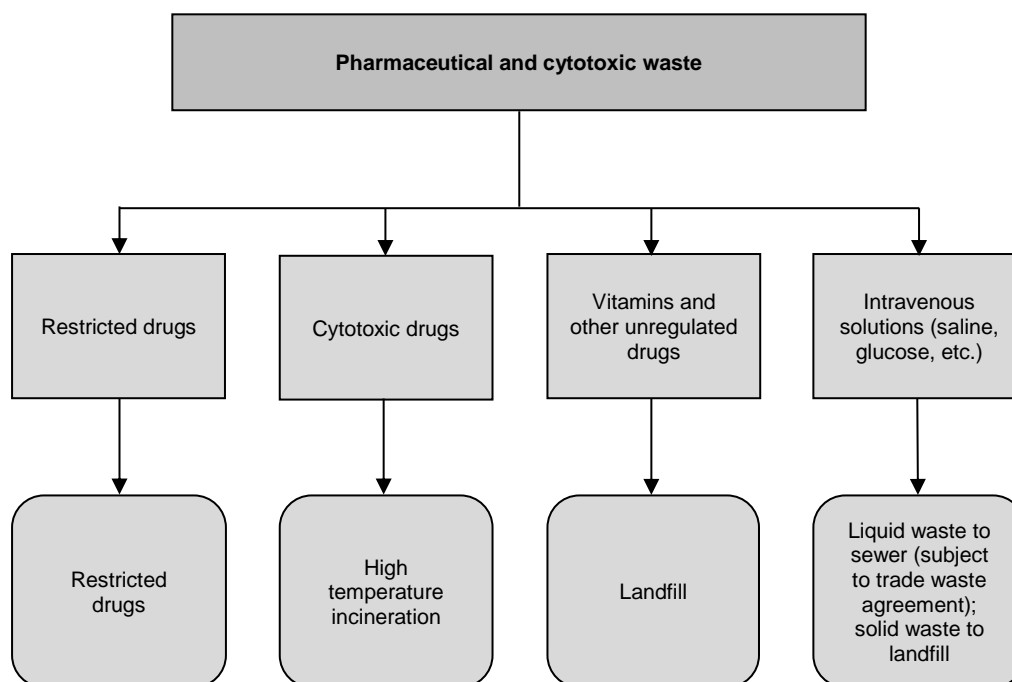 Pharmaceutical and cytotoxic waste
Restricted drugs
Cytotoxic drugs
Vitamins and
other unregulated
drugs
Intravenous
solutions (saline,
glucose, etc.)
Restricted
drugs
High
temperature
incineration
Landfill
Liquid waste to
sewer (subject
to trade waste
agreement);
solid waste to
landfill